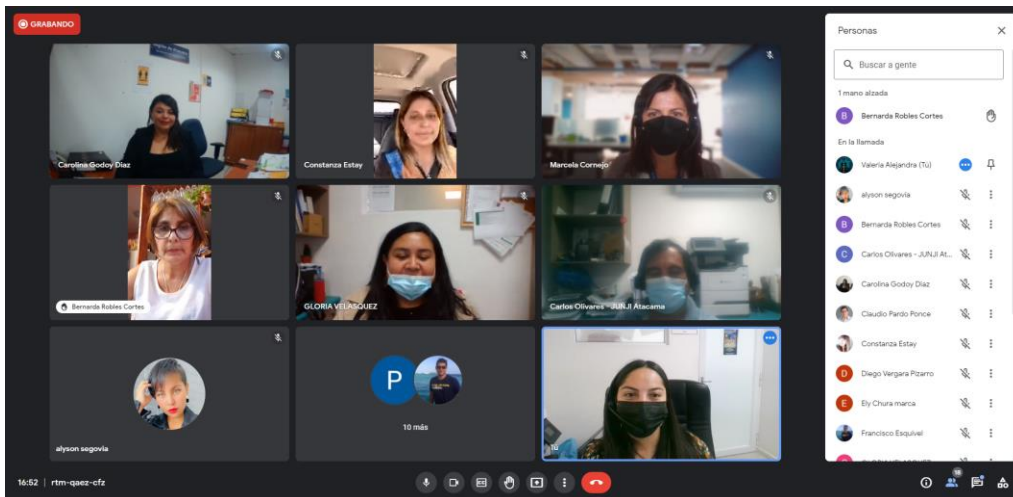 GRABANDO
Carolina Godoy Diaz
Constanza Estay
Marcela Cornejo
Bernarda Robles Cortes
GLORIA VELASQUEZ
Carlos Olivares - JUNJI Atacama
alyson segovia
P
10 más
Tú
16:52 | rtm-qaez-cfz
Personas
Buscar a gente
1 mano alzada
B Bernarda Robles Cortes
En la llamada
Valeria Alejandra (Tú)
alyson segovia
B Bernarda Robles Cortes
C Carlos Olivares - JUNJI At...
Carolina Godoy Diaz
Claudio Pardo Ponce
Constanza Estay
D Diego Vergara Pizarro
E Ely Chura marca
Francisco Esquivel
18